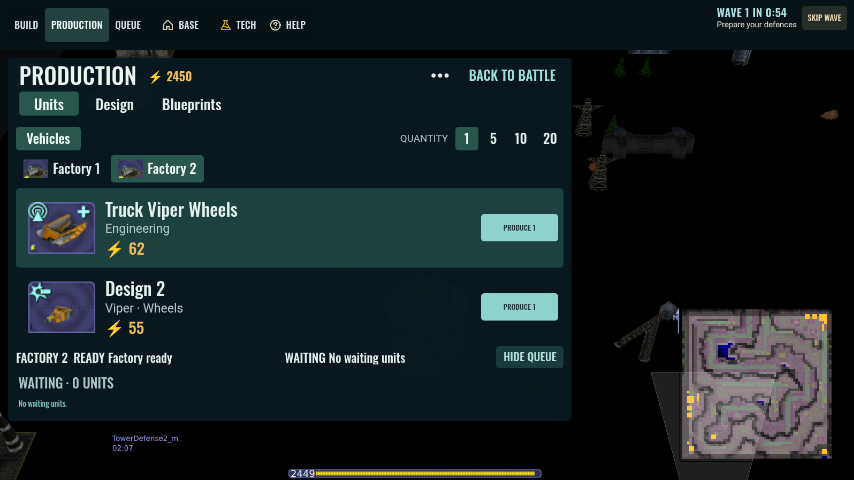 BUILD PRODUCTION QUEUE BASE TECH HELP
WAVE 1 IN 0:54
Prepare your defences
SKIP WAVE
PRODUCTION 2450 ••• BACK TO BATTLE
Units Design Blueprints
Vehicles QUANTITY 1 5 10 20
Factory 1 Factory 2
Truck Viper Wheels
Engineering
62
PRODUCE 1
Design 2
Viper · Wheels
55
PRODUCE 1
FACTORY 2 READY Factory ready WAITING No waiting units HIDE QUEUE
WAITING · 0 UNITS
No waiting units.
TowerDefense2_m
02:07
2449